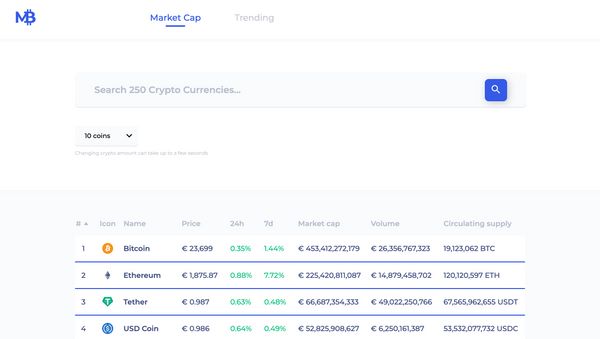 MB
Market Cap Trending
Search 250 Crypto Currencies...
10 coins
Changing crypto amount can take up to a few seconds
# Icon Name Price 24h 7d Market cap Volume Circulating supply
1 Bitcoin € 23,699 0.35% 1.44% € 453,412,272,179 € 26,356,767,323 19,123,062 BTC
2 Ethereum € 1,875.87 0.88% 7.72% € 225,420,811,087 € 14,879,458,702 120,120,597 ETH
3 Tether € 0.987 0.63% 0.48% € 66,687,354,333 € 49,022,250,766 67,565,962,655 USDT
4 USD Coin € 0.986 0.64% 0.49% € 52,825,908,627 € 6,250,161,387 53,532,077,732 USDC